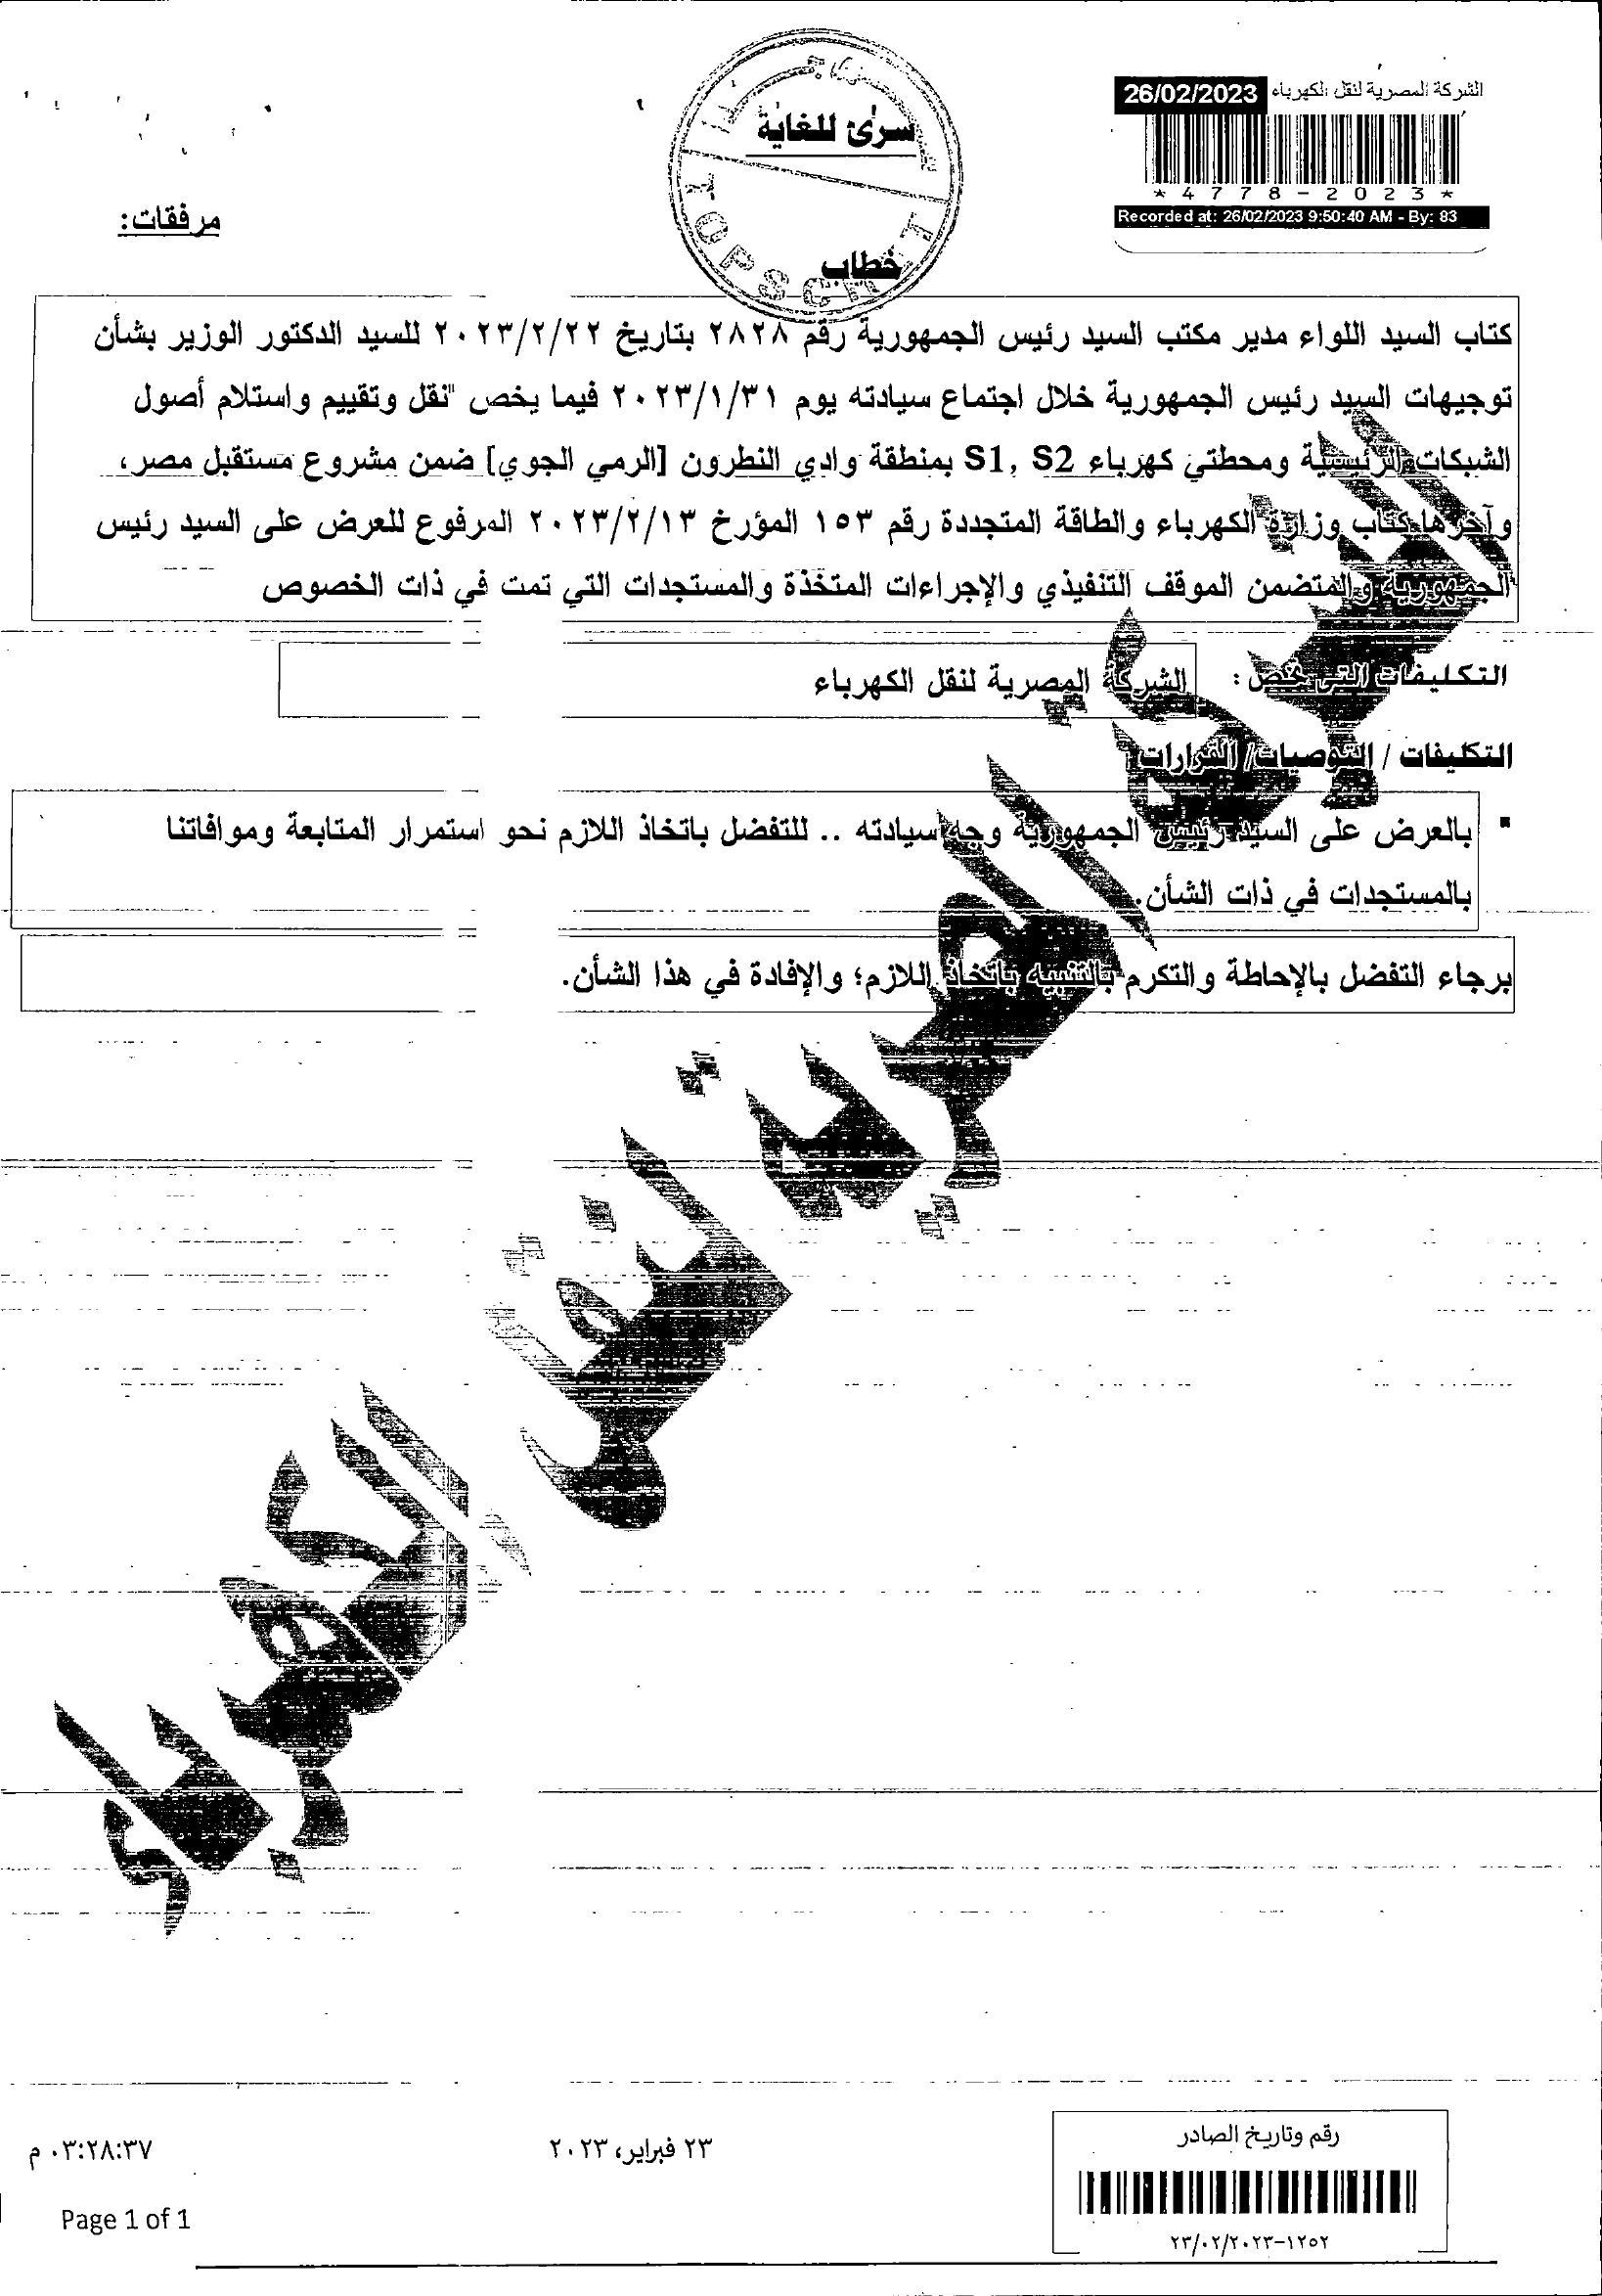 الشركة المصرية لنقل الكهرباء 26/02/2023
*4778-2023*
Recorded at: 26/02/2023 9:50:40 AM - By: 83
سرى للغاية
TOP SECRET
مرفقات:
خطاب
كتاب السيد اللواء مدير مكتب السيد رئيس الجمهورية رقم ٢٨٢٨ بتاريخ ٢٠٢٣/٢/٢٢ للسيد الدكتور الوزير بشأن
توجيهات السيد رئيس الجمهورية خلال اجتماع سيادته يوم ٢٠٢٣/١/٣١ فيما يخص "نقل وتقييم واستلام أصول
الشبكات الرئيسية ومحطتي كهرباء S1, S2 بمنطقة وادي النطرون [الرمي الجوي] ضمن مشروع مستقبل مصر،
وآخرها كتاب وزارة الكهرباء والطاقة المتجددة رقم ١٥٣ المؤرخ ٢٠٢٣/٢/١٣ المرفوع للعرض على السيد رئيس
الجمهورية والمتضمن الموقف التنفيذي والإجراءات المتخذة والمستجدات التي تمت في ذات الخصوص
التكليفات التي تخص : الشركة المصرية لنقل الكهرباء
التكليفات / التوصيات/ القرارات
▪ بالعرض على السيد رئيس الجمهورية وجه سيادته .. للتفضل باتخاذ اللازم نحو استمرار المتابعة وموافاتنا
بالمستجدات في ذات الشأن.
برجاء التفضل بالإحاطة والتكرم بالتنبيه باتخاذ اللازم؛ والإفادة في هذا الشأن.
المصرية لنقل الكهرباء
رقم وتاريخ الصادر
٢٣/٠٢/٢٠٢٣-١٢٥٢
٢٣ فبراير، ٢٠٢٣
٠٣:٢٨:٣٧ م
Page 1 of 1